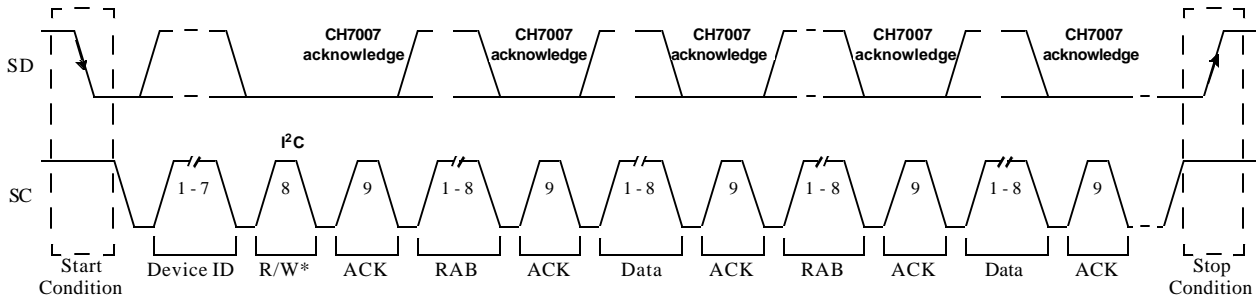 CH7007 acknowledge
CH7007 acknowledge
CH7007 acknowledge
CH7007 acknowledge
CH7007 acknowledge
SD
I²C
SC
1 - 7
8
9
1 - 8
9
1 - 8
9
1 - 8
9
1 - 8
9
Start Condition
Device ID
R/W*
ACK
RAB
ACK
Data
ACK
RAB
ACK
Data
ACK
Stop Condition